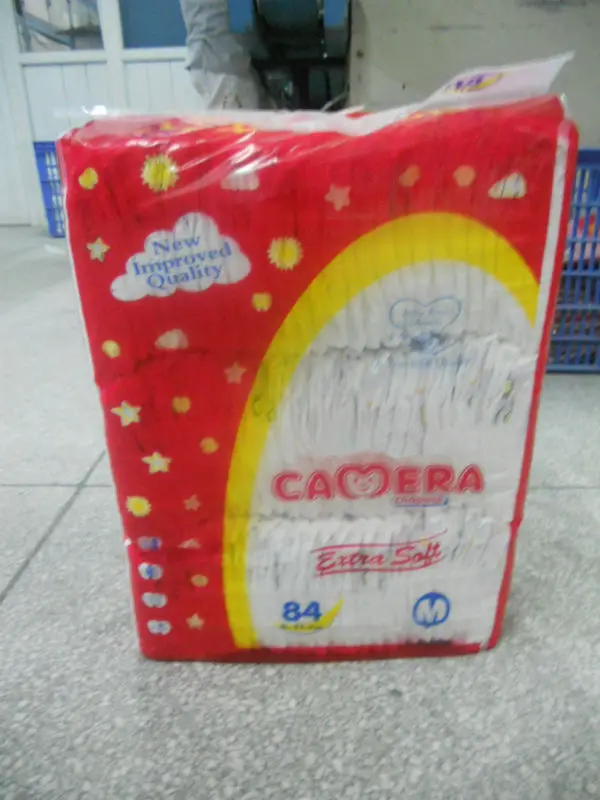 New
Improved
Quality
CAMERA
Extra Soft
84
M